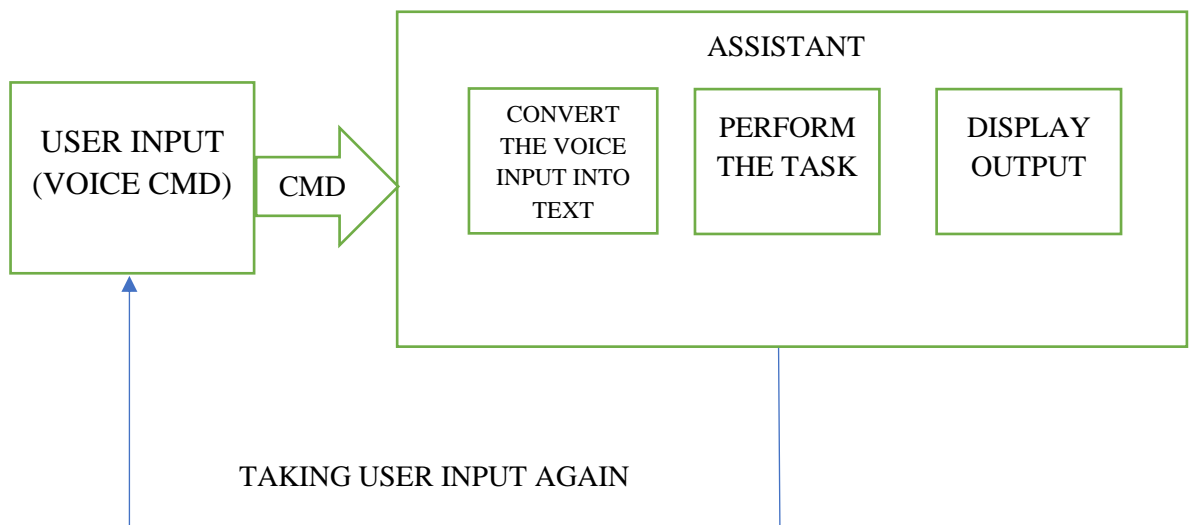 ASSISTANT
USER INPUT
(VOICE CMD)
CMD
CONVERT
THE VOICE
INPUT INTO
TEXT
PERFORM
THE TASK
DISPLAY
OUTPUT
TAKING USER INPUT AGAIN